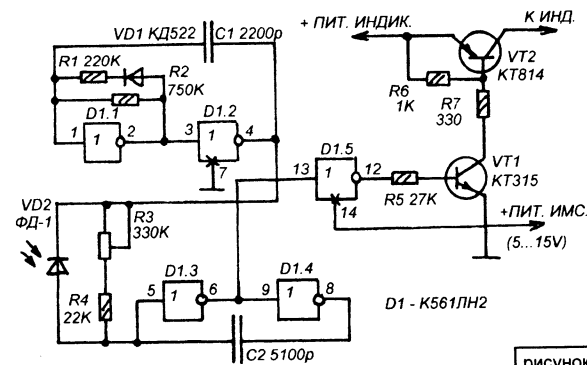 + ПИТ. ИНДИК.
К ИНД.
VD1 КД522
C1 2200p
R1 220K
R2
750K
D1.1
D1.2
1
2
1
3
4
1
7
VT2
КТ814
R6
1K
R7
330
D1.5
13
12
1
14
R5 27K
VT1
КТ315
+ПИТ. ИМС.
(5...15V)
VD2
ФД-1
R3
330K
R4
22K
D1.3
D1.4
5
1
6
9
1
8
C2 5100p
D1 - К561ЛН2
рисунок